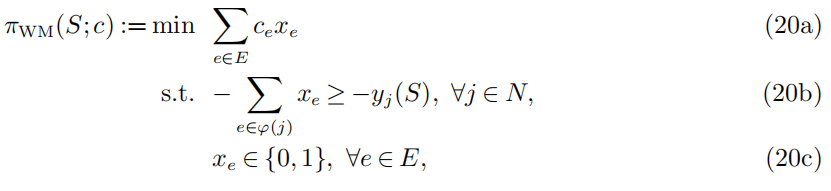 π_WM(S; c) := min ∑_{e∈E} c_e x_e (20a)
s.t. − ∑_{e∈φ(j)} x_e ≥ −y_j(S), ∀j ∈ N, (20b)
x_e ∈ {0, 1}, ∀e ∈ E, (20c)